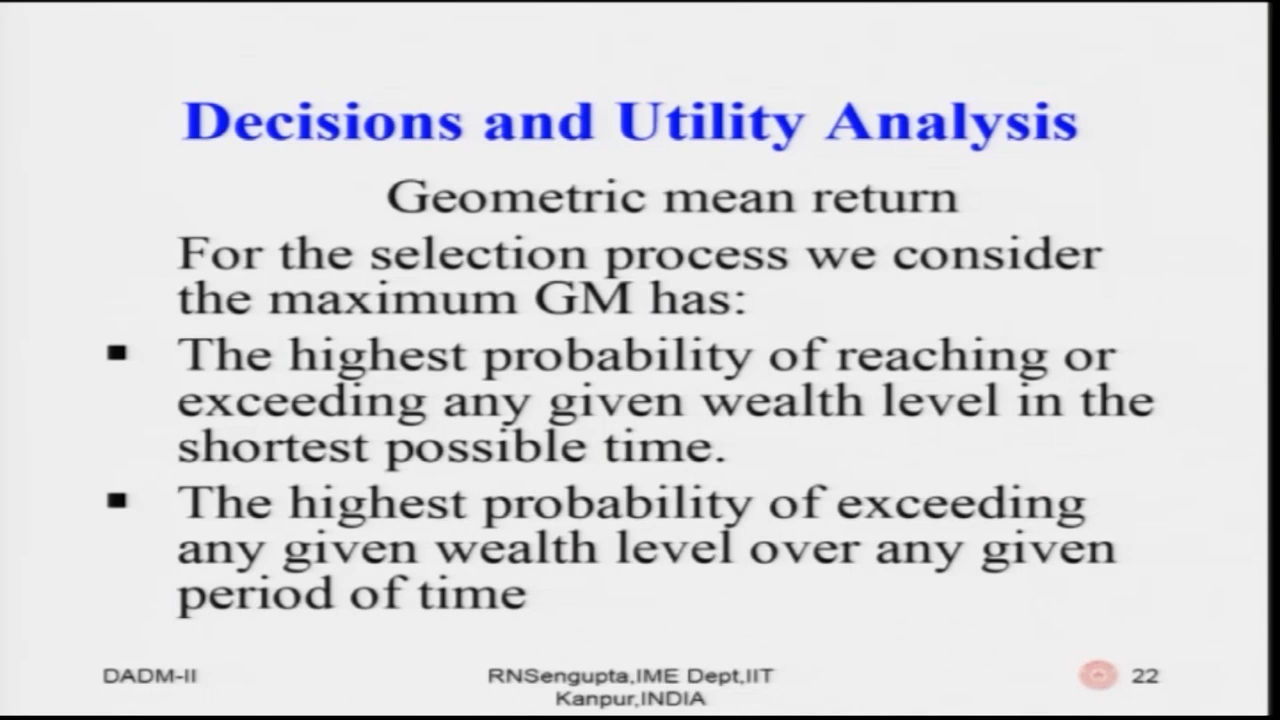 Decisions and Utility Analysis
Geometric mean return
For the selection process we consider
the maximum GM has:
▪ The highest probability of reaching or
exceeding any given wealth level in the
shortest possible time.
▪ The highest probability of exceeding
any given wealth level over any given
period of time
DADM-II
RNSengupta,IME Dept,IIT
Kanpur,INDIA
22